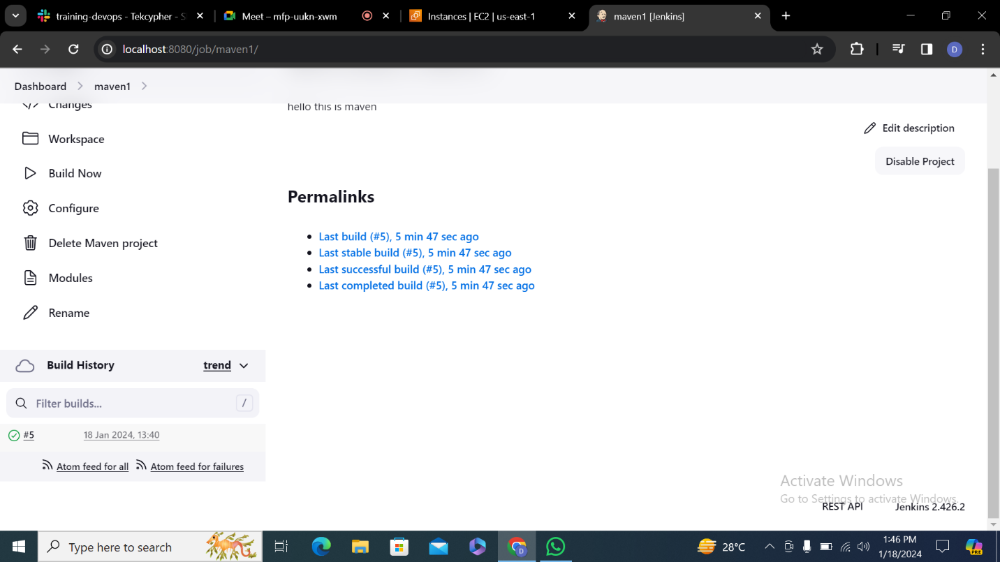 training-devops - Tekcypher - S
Meet – mfp-uukn-xwm
Instances | EC2 | us-east-1
maven1 [Jenkins]
localhost:8080/job/maven1/
D
Dashboard
maven1
Changes
hello this is maven
Workspace
Edit description
Build Now
Disable Project
Permalinks
Configure
Last build (#5), 5 min 47 sec ago
Delete Maven project
Last stable build (#5), 5 min 47 sec ago
Last successful build (#5), 5 min 47 sec ago
Modules
Last completed build (#5), 5 min 47 sec ago
Rename
Build History
trend
Filter builds...
/
#5
18 Jan 2024, 13:40
Atom feed for all
Atom feed for failures
Activate Windows
Go to Settings to activate Windows.
REST API
Jenkins 2.426.2
Type here to search
D
28°C
1:46 PM
1/18/2024
PRE